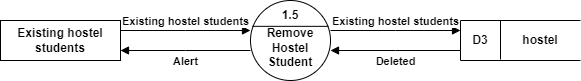 Existing hostel
students
Existing hostel students
Alert
1.5
Remove
Hostel
Student
Existing hostel students
Deleted
D3
hostel